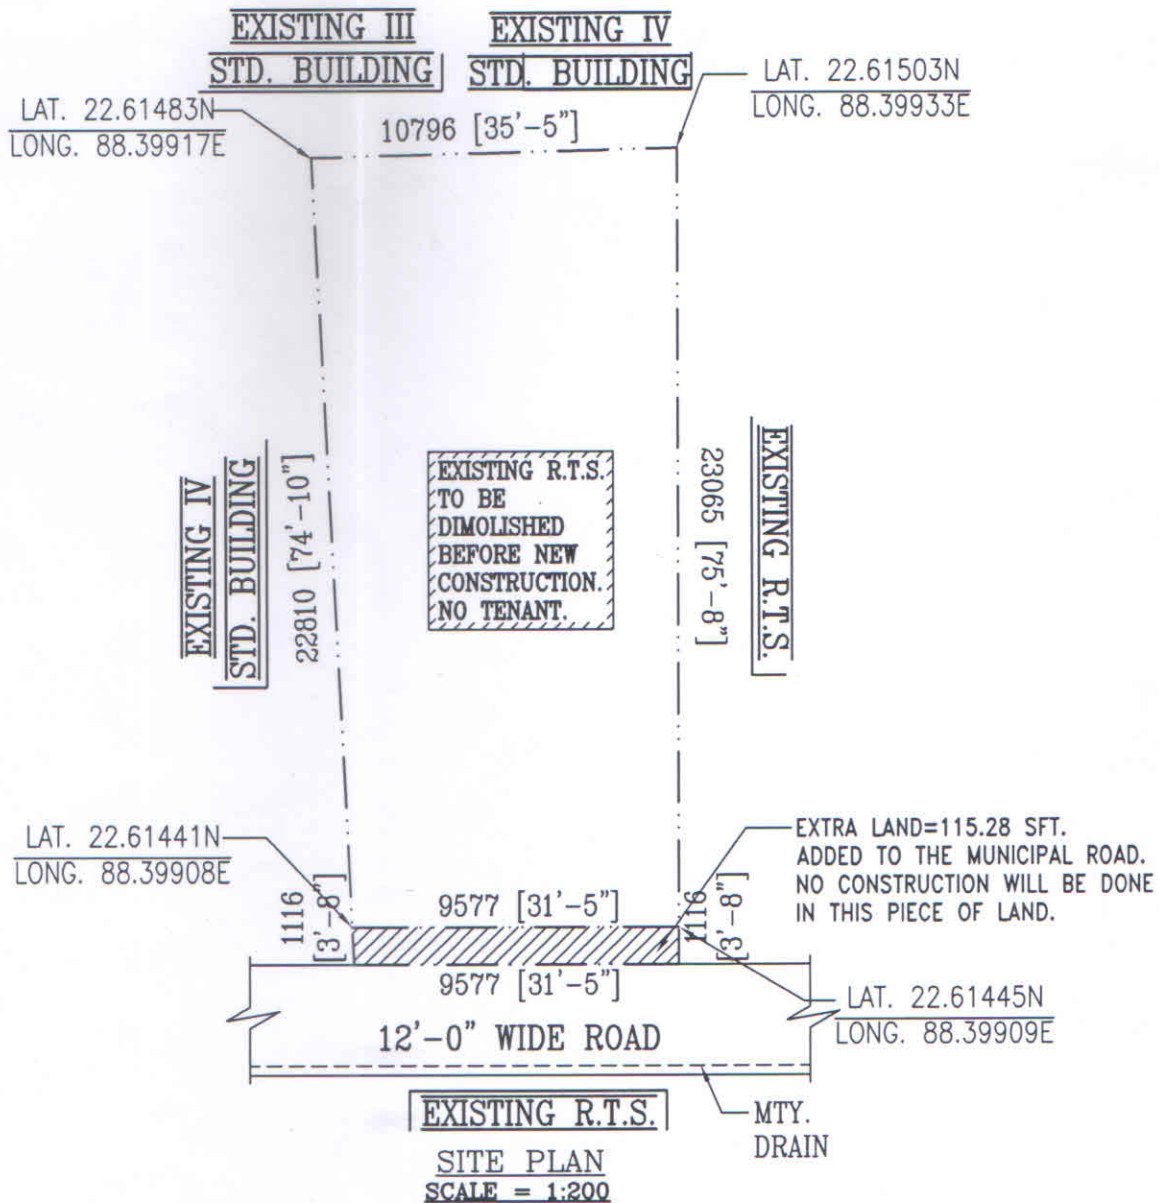 EXISTING III
STD. BUILDING
EXISTING IV
STD. BUILDING
LAT. 22.61483N
LONG. 88.39917E
LAT. 22.61503N
LONG. 88.39933E
10796 [35'-5"]
EXISTING IV
STD. BUILDING
22810 [74'-10"]
EXISTING R.T.S.
TO BE
DIMOLISHED
BEFORE NEW
CONSTRUCTION.
NO TENANT.
23065 [75'-8"]
EXISTING R.T.S.
LAT. 22.61441N
LONG. 88.39908E
EXTRA LAND=115.28 SFT.
ADDED TO THE MUNICIPAL ROAD.
NO CONSTRUCTION WILL BE DONE
IN THIS PIECE OF LAND.
1116
[3'-8"]
9577 [31'-5"]
1116
[3'-8"]
9577 [31'-5"]
LAT. 22.61445N
LONG. 88.39909E
12'-0" WIDE ROAD
EXISTING R.T.S.
MTY.
DRAIN
SITE PLAN
SCALE = 1:200